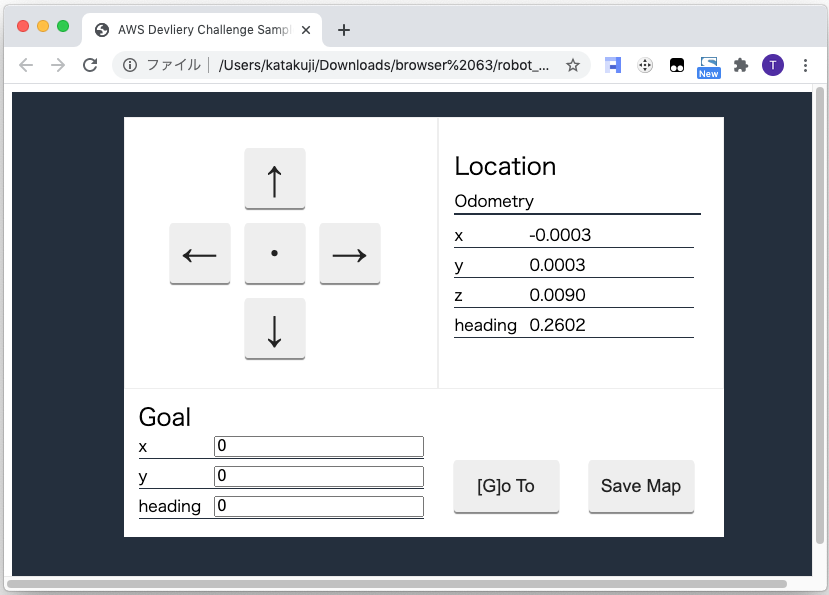 AWS Devliery Challenge Sampl
ファイル
/Users/katakuji/Downloads/browser%2063/robot_...
New
T
↑
← · →
↓
Location
Odometry
x -0.0003
y 0.0003
z 0.0090
heading 0.2602
Goal
x 0
y 0
heading 0
[G]o To
Save Map